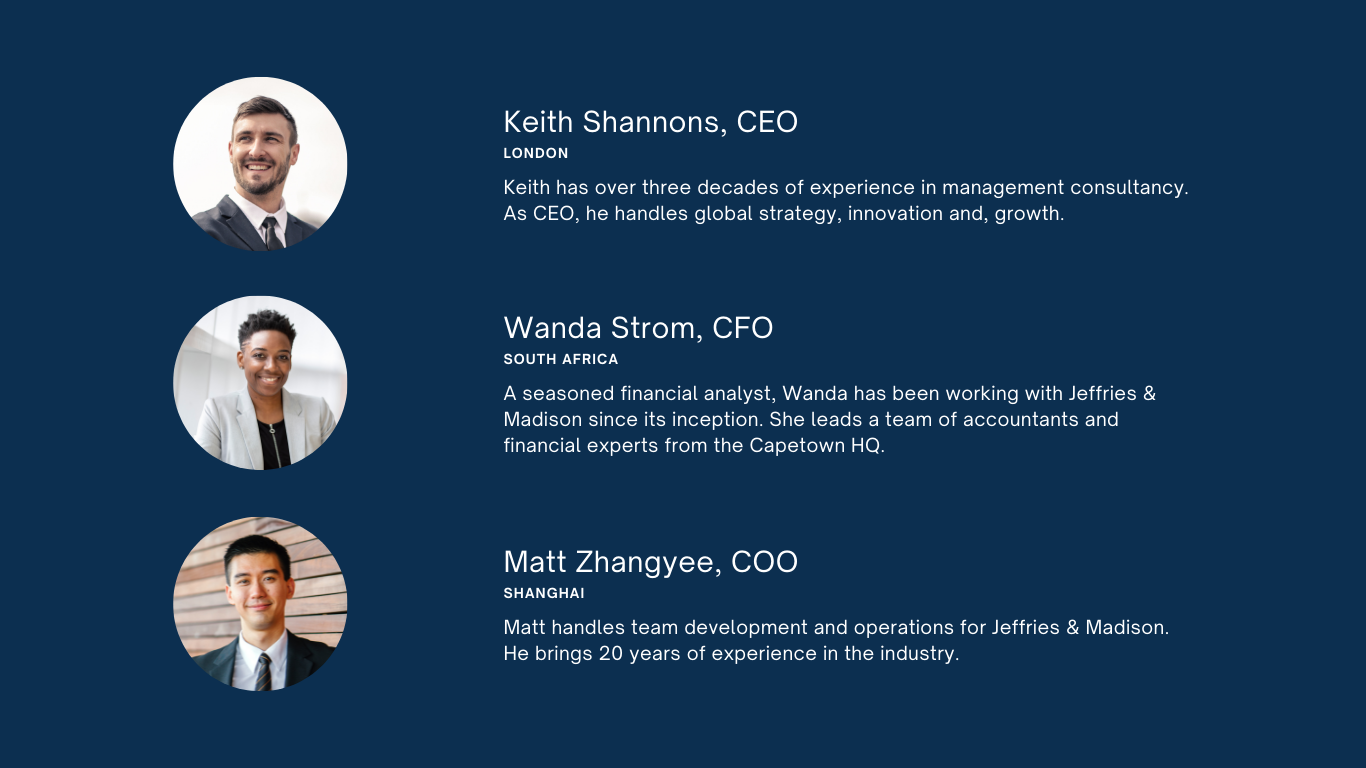 Keith Shannons, CEO
LONDON
Keith has over three decades of experience in management consultancy.
As CEO, he handles global strategy, innovation and, growth.
Wanda Strom, CFO
SOUTH AFRICA
A seasoned financial analyst, Wanda has been working with Jeffries &
Madison since its inception. She leads a team of accountants and
financial experts from the Capetown HQ.
Matt Zhangyee, COO
SHANGHAI
Matt handles team development and operations for Jeffries & Madison.
He brings 20 years of experience in the industry.